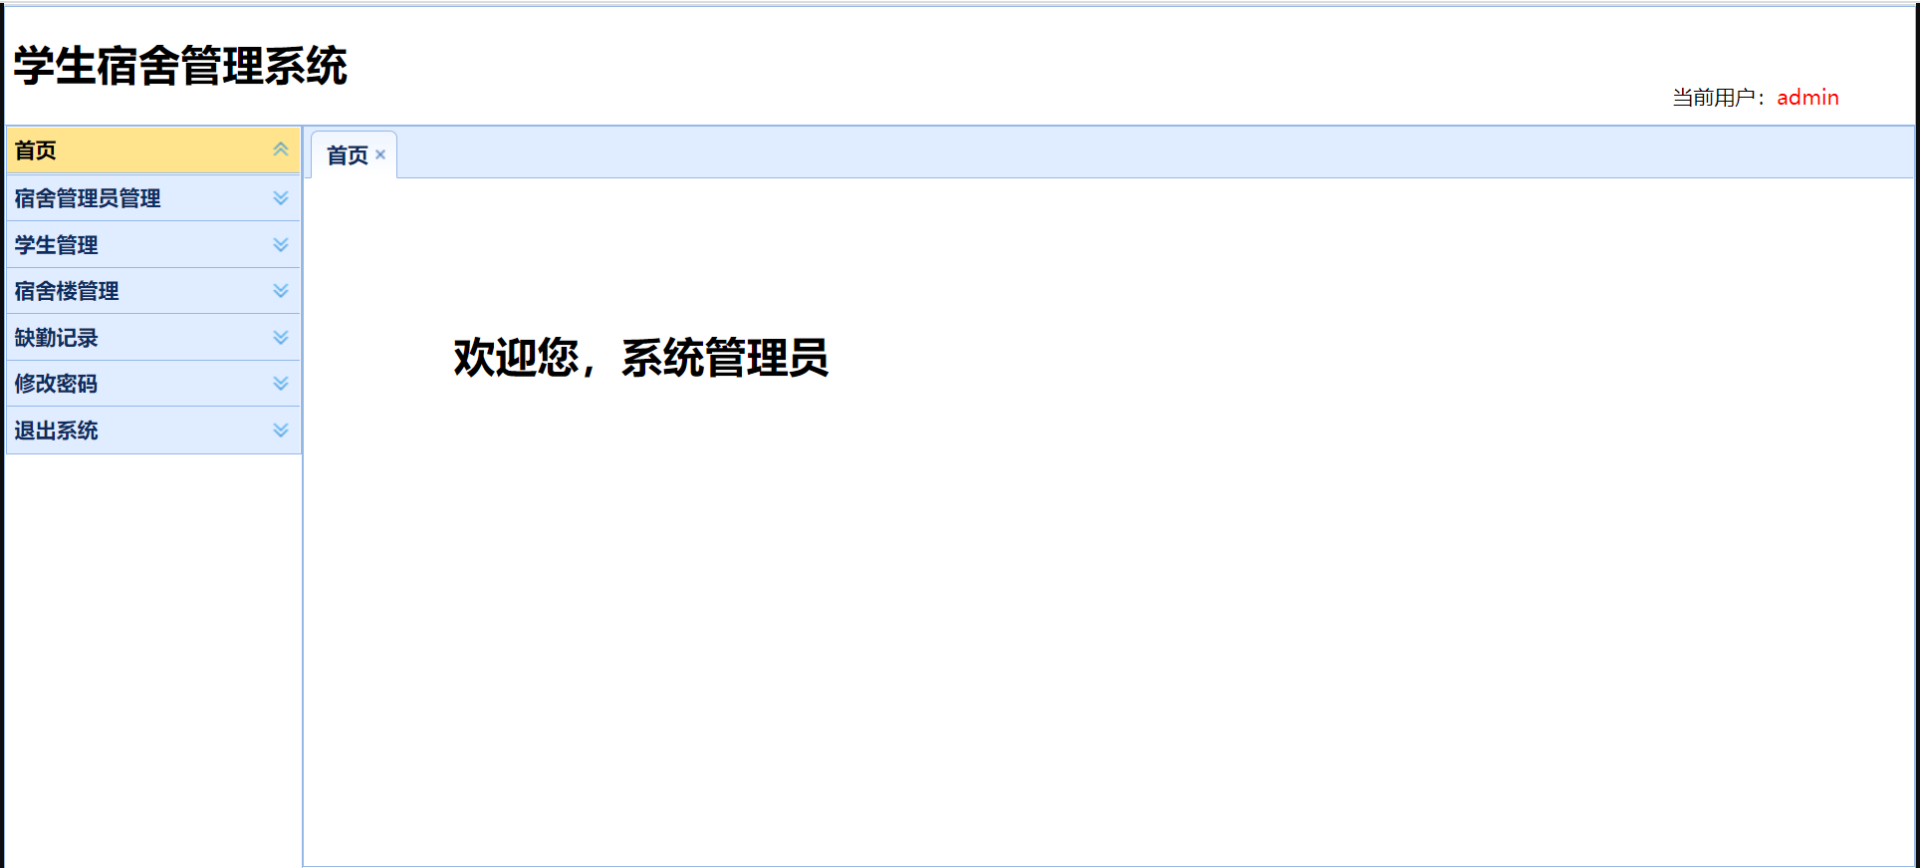 学生宿舍管理系统
当前用户：admin
首页
宿舍管理员管理
学生管理
宿舍楼管理
缺勤记录
修改密码
退出系统
首页
欢迎您，系统管理员